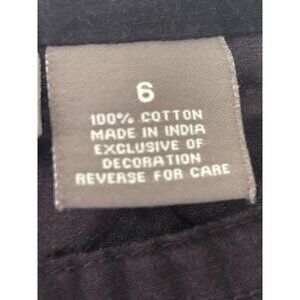 6
100% COTTON
MADE IN INDIA
EXCLUSIVE OF
DECORATION
REVERSE FOR CARE